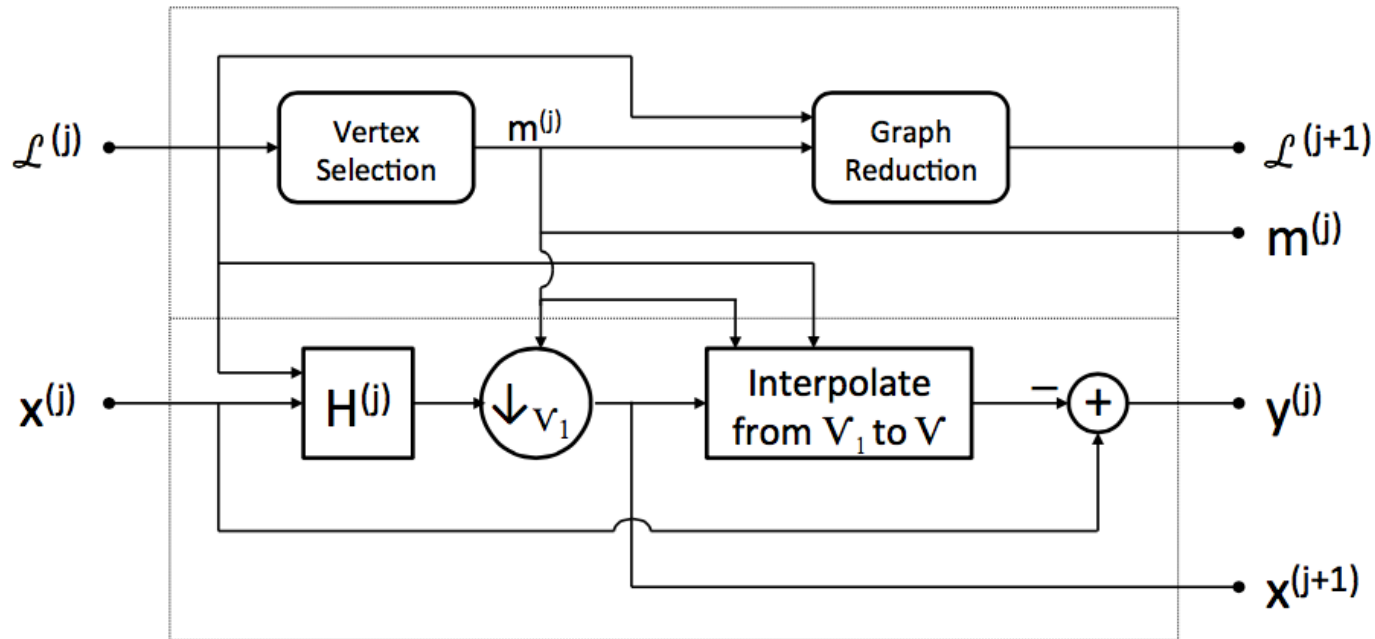 ℒ(j)
Vertex
Selection
m(j)
Graph
Reduction
ℒ(j+1)
m(j)
x(j)
H(j)
↓V₁
Interpolate
from V₁ to V
−
+
y(j)
x(j+1)